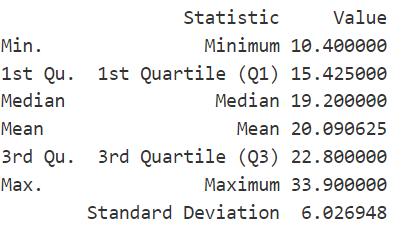 Statistic Value
Min. Minimum 10.400000
1st Qu. 1st Quartile (Q1) 15.425000
Median Median 19.200000
Mean Mean 20.090625
3rd Qu. 3rd Quartile (Q3) 22.800000
Max. Maximum 33.900000
Standard Deviation 6.026948